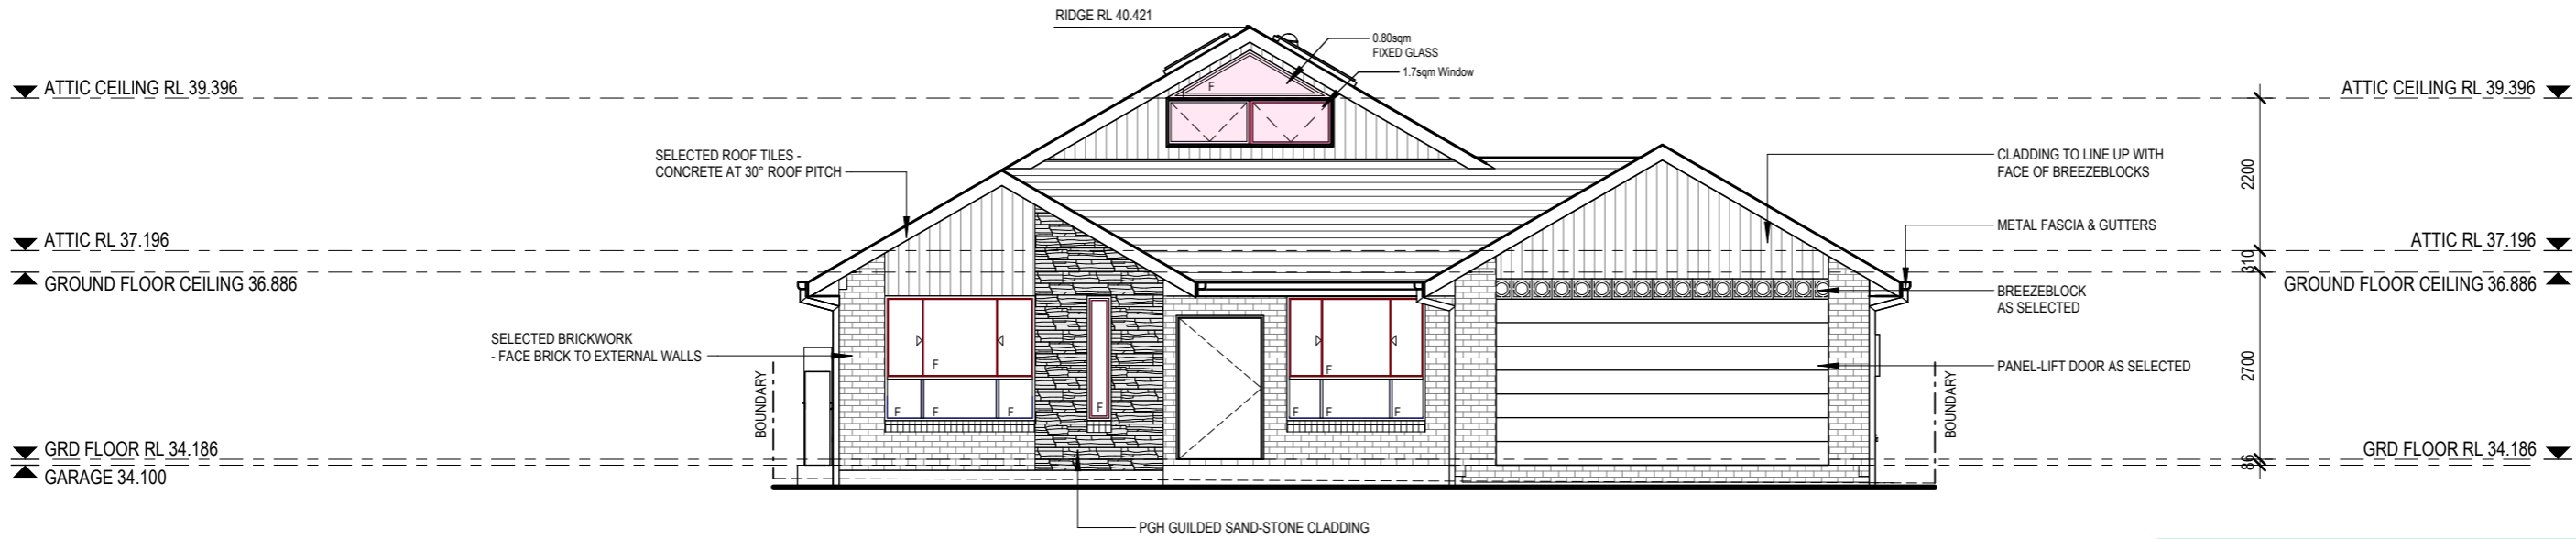 RIDGE RL 40.421
0.80sqm
FIXED GLASS
1.7sqm Window
F
ATTIC CEILING RL 39.396
ATTIC CEILING RL 39.396
SELECTED ROOF TILES -
CONCRETE AT 30° ROOF PITCH
CLADDING TO LINE UP WITH
FACE OF BREEZEBLOCKS
2200
METAL FASCIA & GUTTERS
ATTIC RL 37.196
ATTIC RL 37.196
310
GROUND FLOOR CEILING 36.886
GROUND FLOOR CEILING 36.886
BREEZEBLOCK
AS SELECTED
SELECTED BRICKWORK
- FACE BRICK TO EXTERNAL WALLS
PANEL-LIFT DOOR AS SELECTED
2700
F
F
BOUNDARY
BOUNDARY
F
F
F
F
F
F
F
GRD FLOOR RL 34.186
GRD FLOOR RL 34.186
86
GARAGE 34.100
PGH GUILDED SAND-STONE CLADDING